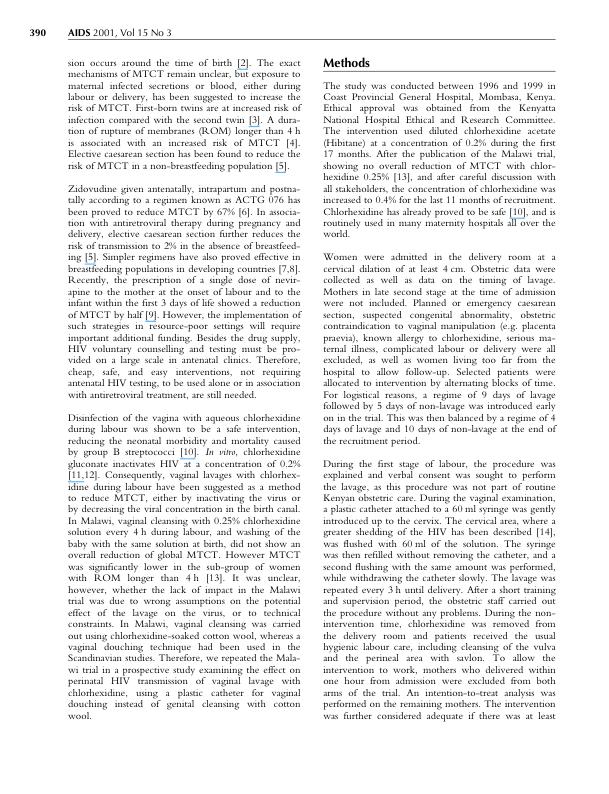 390 AIDS 2001, Vol 15 No 3
sion occurs around the time of birth [2]. The exact
mechanisms of MTCT remain unclear, but exposure to
maternal infected secretions or blood, either during
labour or delivery, has been suggested to increase the
risk of MTCT. First-born twins are at increased risk of
infection compared with the second twin [3]. A dura-
tion of rupture of membranes (ROM) longer than 4 h
is associated with an increased risk of MTCT [4].
Elective caesarean section has been found to reduce the
risk of MTCT in a non-breastfeeding population [5].
Zidovudine given antenatally, intrapartum and postna-
tally according to a regimen known as ACTG 076 has
been proved to reduce MTCT by 67% [6]. In associa-
tion with antiretroviral therapy during pregnancy and
delivery, elective caesarean section further reduces the
risk of transmission to 2% in the absence of breastfeed-
ing [5]. Simpler regimens have also proved effective in
breastfeeding populations in developing countries [7,8].
Recently, the prescription of a single dose of nevir-
apine to the mother at the onset of labour and to the
infant within the first 3 days of life showed a reduction
of MTCT by half [9]. However, the implementation of
such strategies in resource-poor settings will require
important additional funding. Besides the drug supply,
HIV voluntary counselling and testing must be pro-
vided on a large scale in antenatal clinics. Therefore,
cheap, safe, and easy interventions, not requiring
antenatal HIV testing, to be used alone or in association
with antiretroviral treatment, are still needed.
Disinfection of the vagina with aqueous chlorhexidine
during labour was shown to be a safe intervention,
reducing the neonatal morbidity and mortality caused
by group B streptococci [10]. In vitro, chlorhexidine
gluconate inactivates HIV at a concentration of 0.2%
[11,12]. Consequently, vaginal lavages with chlorhex-
idine during labour have been suggested as a method
to reduce MTCT, either by inactivating the virus or
by decreasing the viral concentration in the birth canal.
In Malawi, vaginal cleansing with 0.25% chlorhexidine
solution every 4 h during labour, and washing of the
baby with the same solution at birth, did not show an
overall reduction of global MTCT. However MTCT
was significantly lower in the sub-group of women
with ROM longer than 4 h [13]. It was unclear,
however, whether the lack of impact in the Malawi
trial was due to wrong assumptions on the potential
effect of the lavage on the virus, or to technical
constraints. In Malawi, vaginal cleansing was carried
out using chlorhexidine-soaked cotton wool, whereas a
vaginal douching technique had been used in the
Scandinavian studies. Therefore, we repeated the Mala-
wi trial in a prospective study examining the effect on
perinatal HIV transmission of vaginal lavage with
chlorhexidine, using a plastic catheter for vaginal
douching instead of genital cleansing with cotton
wool.
Methods
The study was conducted between 1996 and 1999 in
Coast Provincial General Hospital, Mombasa, Kenya.
Ethical approval was obtained from the Kenyatta
National Hospital Ethical and Research Committee.
The intervention used diluted chlorhexidine acetate
(Hibitane) at a concentration of 0.2% during the first
17 months. After the publication of the Malawi trial,
showing no overall reduction of MTCT with chlor-
hexidine 0.25% [13], and after careful discussion with
all stakeholders, the concentration of chlorhexidine was
increased to 0.4% for the last 11 months of recruitment.
Chlorhexidine has already proved to be safe [10], and is
routinely used in many maternity hospitals all over the
world.
Women were admitted in the delivery room at a
cervical dilation of at least 4 cm. Obstetric data were
collected as well as data on the timing of lavage.
Mothers in late second stage at the time of admission
were not included. Planned or emergency caesarean
section, suspected congenital abnormality, obstetric
contraindication to vaginal manipulation (e.g. placenta
praevia), known allergy to chlorhexidine, serious ma-
ternal illness, complicated labour or delivery were all
excluded, as well as women living too far from the
hospital to allow follow-up. Selected patients were
allocated to intervention by alternating blocks of time.
For logistical reasons, a regime of 9 days of lavage
followed by 5 days of non-lavage was introduced early
on in the trial. This was then balanced by a regime of 4
days of lavage and 10 days of non-lavage at the end of
the recruitment period.
During the first stage of labour, the procedure was
explained and verbal consent was sought to perform
the lavage, as this procedure was not part of routine
Kenyan obstetric care. During the vaginal examination,
a plastic catheter attached to a 60 ml syringe was gently
introduced up to the cervix. The cervical area, where a
greater shedding of the HIV has been described [14],
was flushed with 60 ml of the solution. The syringe
was then refilled without removing the catheter, and a
second flushing with the same amount was performed,
while withdrawing the catheter slowly. The lavage was
repeated every 3 h until delivery. After a short training
and supervision period, the obstetric staff carried out
the procedure without any problems. During the non-
intervention time, chlorhexidine was removed from
the delivery room and patients received the usual
hygienic labour care, including cleansing of the vulva
and the perineal area with savlon. To allow the
intervention to work, mothers who delivered within
one hour from admission were excluded from both
arms of the trial. An intention-to-treat analysis was
performed on the remaining mothers. The intervention
was further considered adequate if there was at least